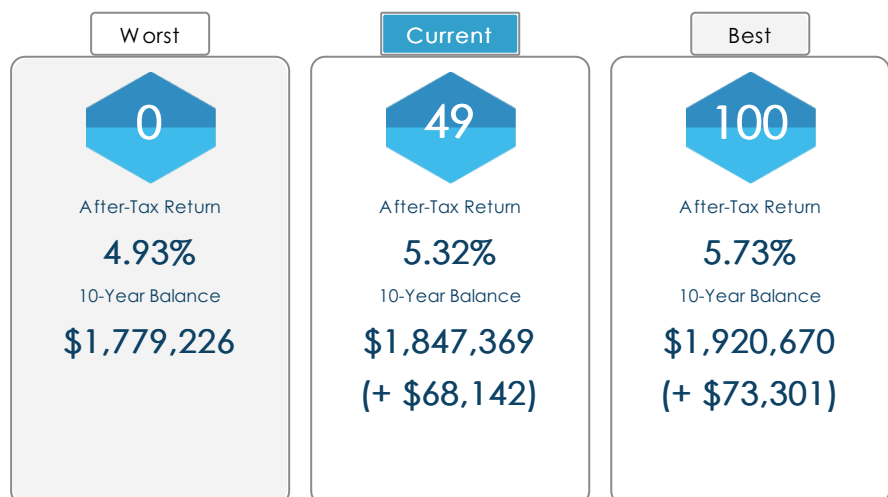 Worst
0
After-Tax Return
4.93%
10-Year Balance
$1,779,226
Current
49
After-Tax Return
5.32%
10-Year Balance
$1,847,369
(+ $68,142)
Best
100
After-Tax Return
5.73%
10-Year Balance
$1,920,670
(+ $73,301)